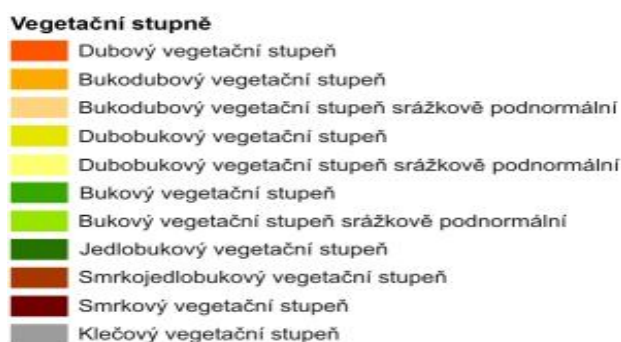 Vegetační stupně
Dubový vegetační stupeň
Bukodubový vegetační stupeň
Bukodubový vegetační stupeň srážkově podnormální
Dubobukový vegetační stupeň
Dubobukový vegetační stupeň srážkově podnormální
Bukový vegetační stupeň
Bukový vegetační stupeň srážkově podnormální
Jedlobukový vegetační stupeň
Smrkojedlobukový vegetační stupeň
Smrkový vegetační stupeň
Klečový vegetační stupeň